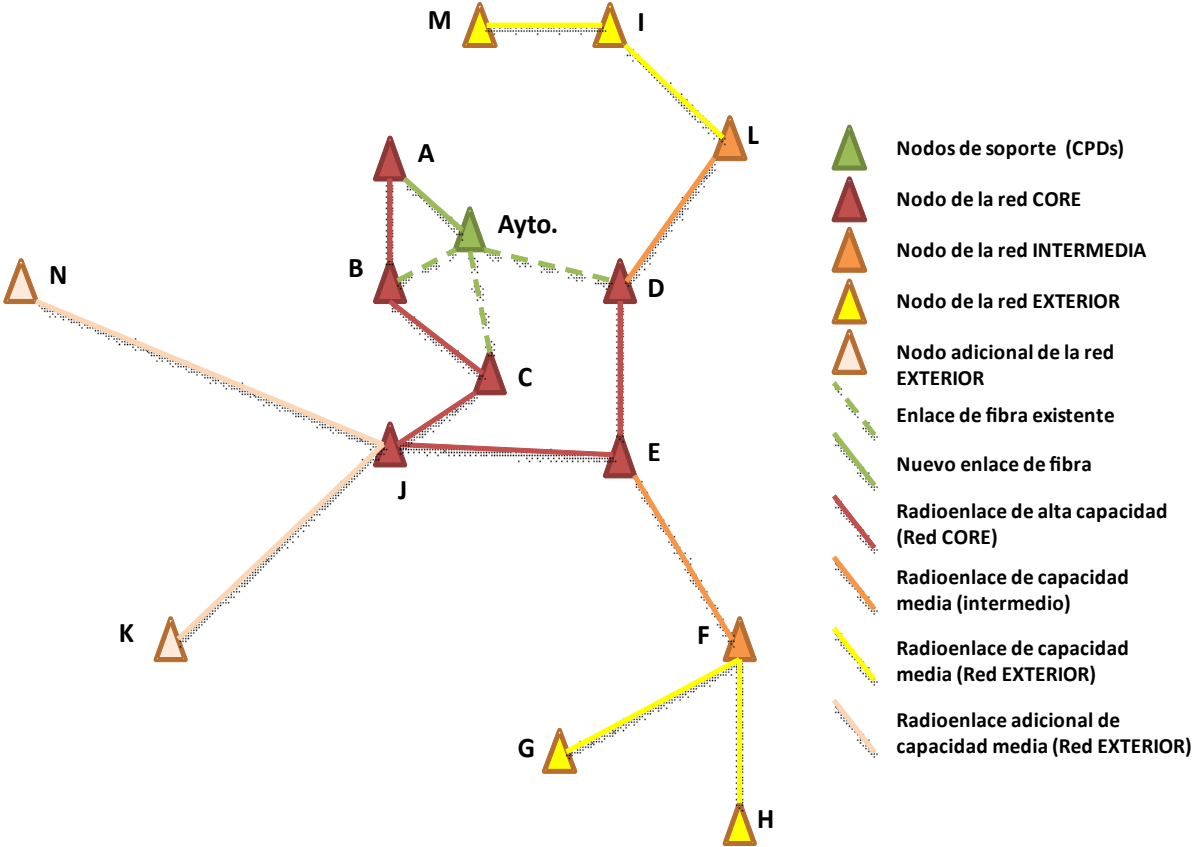 M
I
L
A
Ayto.
B
D
N
C
E
J
K
F
G
H
Nodos de soporte (CPDs)
Nodo de la red CORE
Nodo de la red INTERMEDIA
Nodo de la red EXTERIOR
Nodo adicional de la red
EXTERIOR
Enlace de fibra existente
Nuevo enlace de fibra
Radioenlace de alta capacidad
(Red CORE)
Radioenlace de capacidad
media (intermedio)
Radioenlace de capacidad
media (Red EXTERIOR)
Radioenlace adicional de
capacidad media (Red EXTERIOR)